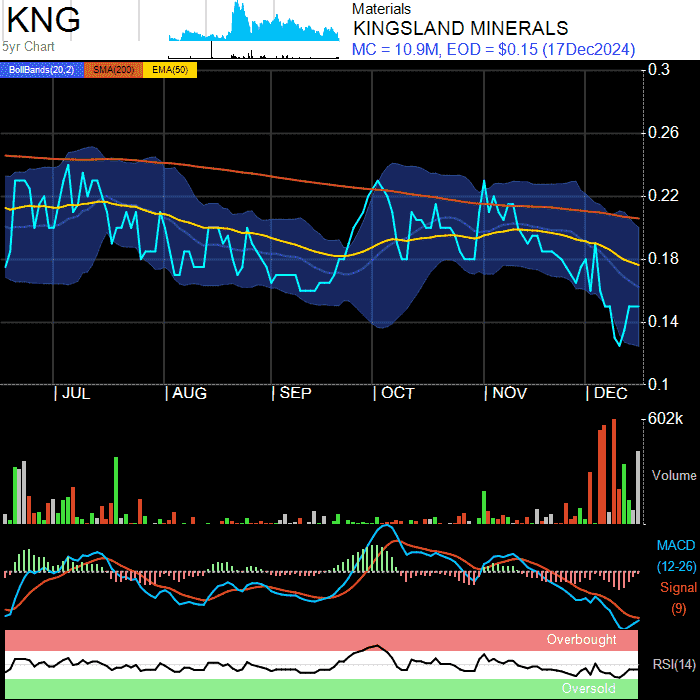 KNG
5yr Chart
Materials
KINGSLAND MINERALS
MC = 10.9M, EOD = $0.15 (17Dec2024)
BollBands(20,2) SMA(200) EMA(50)
0.3
0.26
0.22
0.18
0.14
0.1
| JUL | AUG | SEP | OCT | NOV | DEC
602k
Volume
MACD
(12-26)
Signal
(9)
Overbought
RSI(14)
Oversold